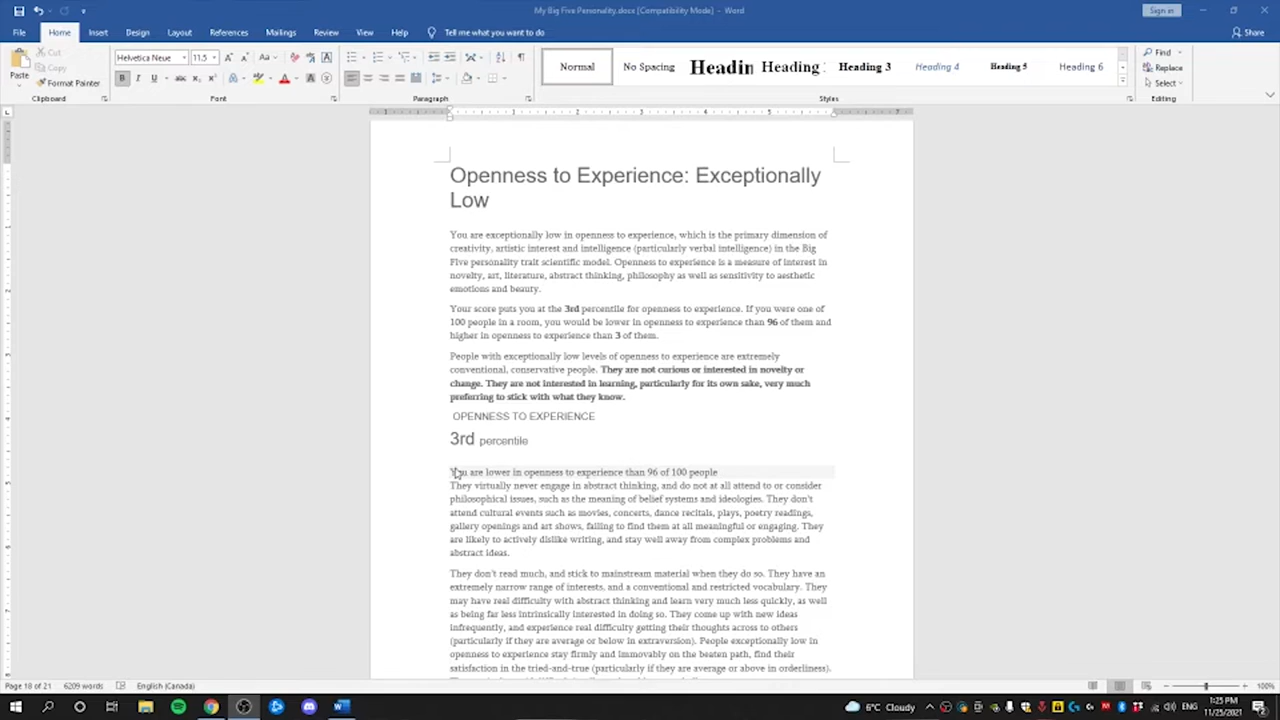 My Big Five Personality.docx [Compatibility Mode] - Word
Sign in
File Home Insert Design Layout References Mailings Review View Help Tell me what you want to do
Share
Paste
Cut
Copy
Format Painter
Clipboard
Helvetica Neue 11.5
Font
Paragraph
Normal
No Spacing
Headin
Heading
Heading 3
Heading 4
Heading 5
Heading 6
Styles
Find
Replace
Select
Editing
Openness to Experience: Exceptionally
Low
You are exceptionally low in openness to experience, which is the primary dimension of
creativity, artistic interest and intelligence (particularly verbal intelligence) in the Big
Five personality trait scientific model. Openness to experience is a measure of interest in
novelty, art, literature, abstract thinking, philosophy as well as sensitivity to aesthetic
emotions and beauty.
Your score puts you at the 3rd percentile for openness to experience. If you were one of
100 people in a room, you would be lower in openness to experience than 96 of them and
higher in openness to experience than 3 of them.
People with exceptionally low levels of openness to experience are extremely
conventional, conservative people. They are not curious or interested in novelty or
change. They are not interested in learning, particularly for its own sake, very much
preferring to stick with what they know.
OPENNESS TO EXPERIENCE
3rd percentile
You are lower in openness to experience than 96 of 100 people
They virtually never engage in abstract thinking, and do not at all attend to or consider
philosophical issues, such as the meaning of belief systems and ideologies. They don't
attend cultural events such as movies, concerts, dance recitals, plays, poetry readings,
gallery openings and art shows, failing to find them at all meaningful or engaging. They
are likely to actively dislike writing, and stay well away from complex problems and
abstract ideas.
They don't read much, and stick to mainstream material when they do so. They have an
extremely narrow range of interests, and a conventional and restricted vocabulary. They
may have real difficulty with abstract thinking and learn very much less quickly, as well
as being far less intrinsically interested in doing so. They come up with new ideas
infrequently, and experience real difficulty getting their thoughts across to others
(particularly if they are average or below in extraversion). People exceptionally low in
openness to experience stay firmly and immovably on the beaten path, find their
satisfaction in the tried-and-true (particularly if they are average or above in orderliness).
Page 18 of 21 6209 words English (Canada)
100%
6°C Cloudy
1:25 PM
11/25/2021